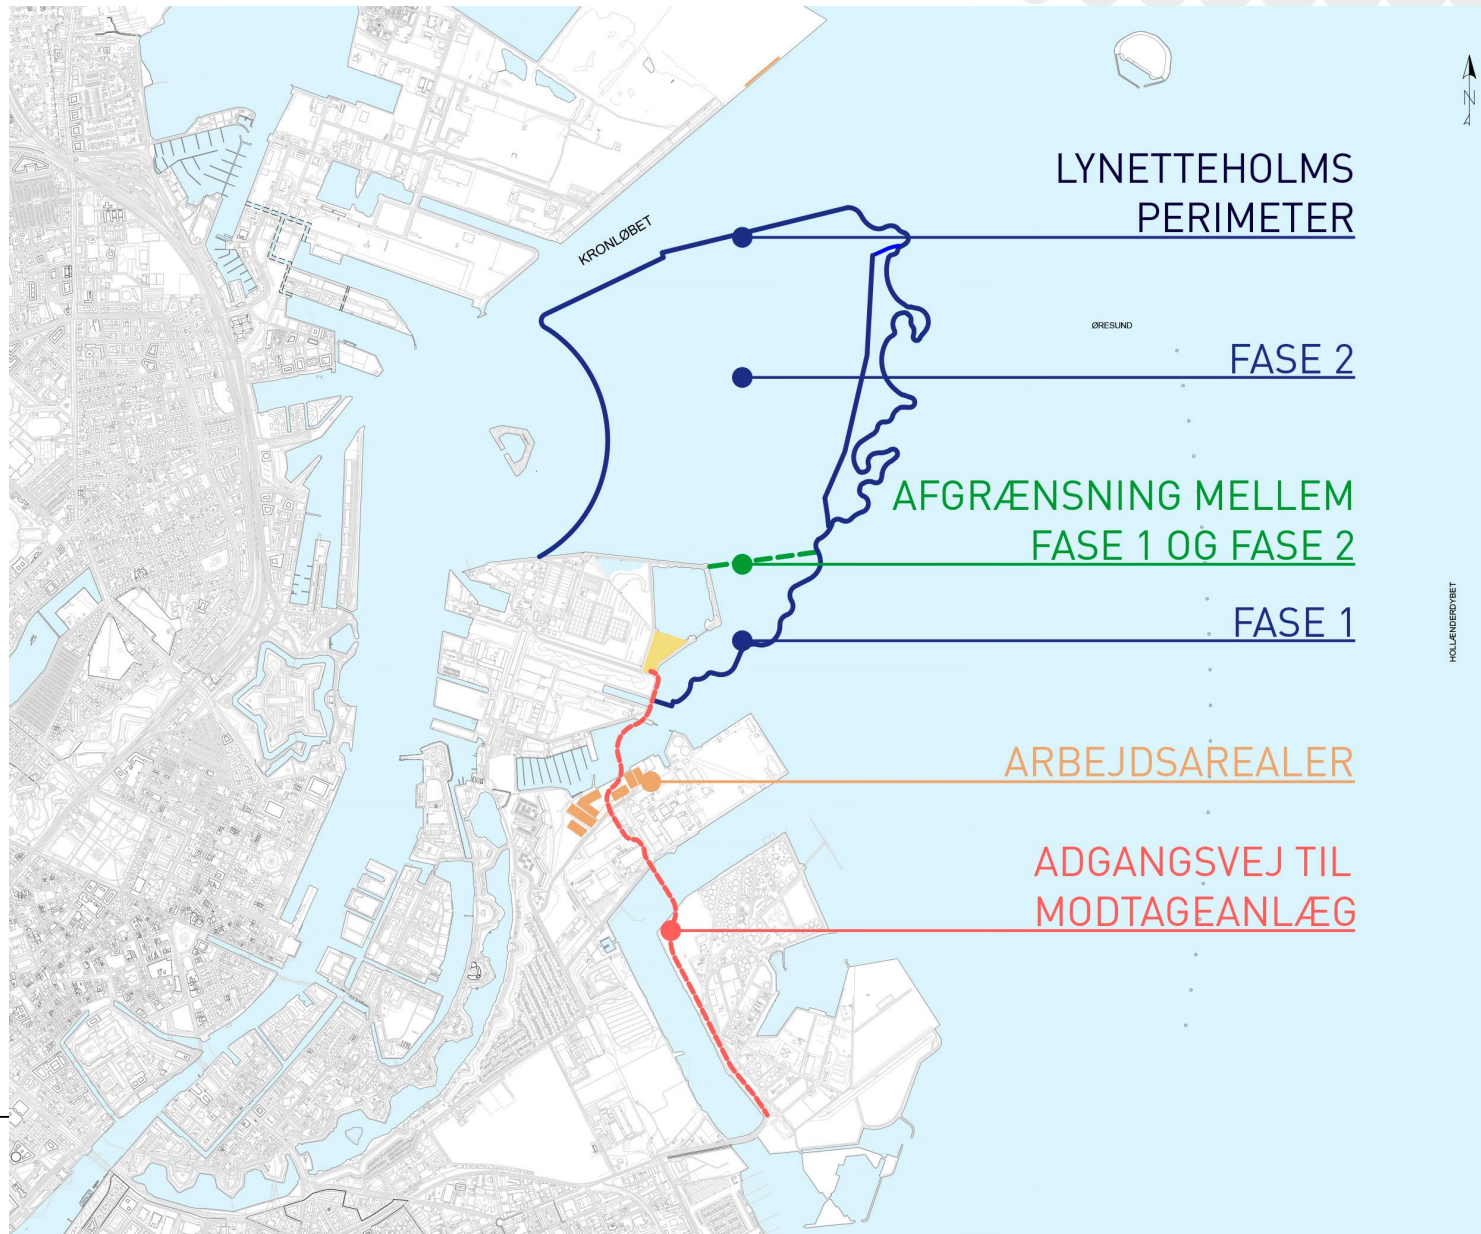 N
LYNETTEHOLMS
PERIMETER
KRONLØBET
ØRESUND
FASE 2
AFGRÆNSNING MELLEM
FASE 1 OG FASE 2
FASE 1
HOLLÆNDERDYBET
ARBEJDSAREALER
ADGANGSVEJ TIL
MODTAGEANLÆG